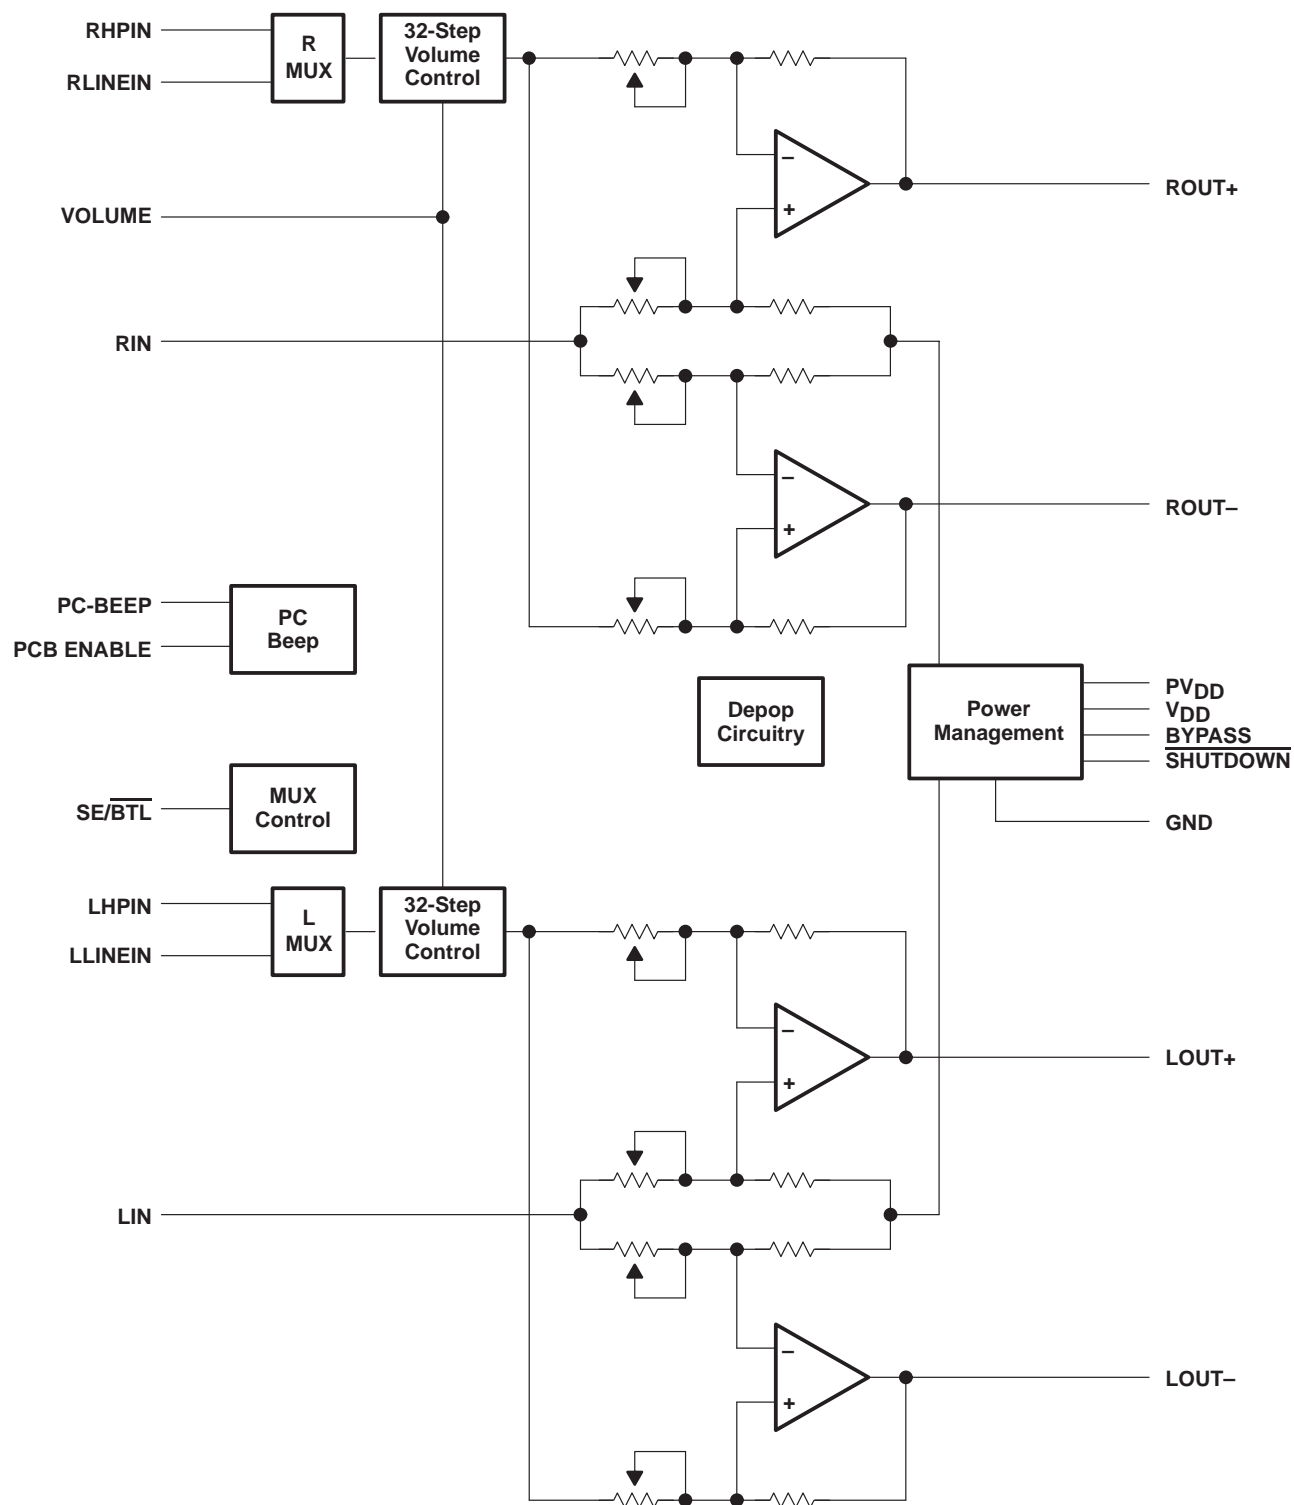 RHPIN
RLINEIN
R
MUX
32-Step
Volume
Control
–
+
ROUT+
VOLUME
RIN
–
+
ROUT–
PC-BEEP
PCB ENABLE
PC
Beep
Depop
Circuitry
Power
Management
PVDD
VDD
BYPASS
SHUTDOWN
GND
SE/BTL
MUX
Control
LHPIN
LLINEIN
L
MUX
32-Step
Volume
Control
–
+
LOUT+
LIN
–
+
LOUT–